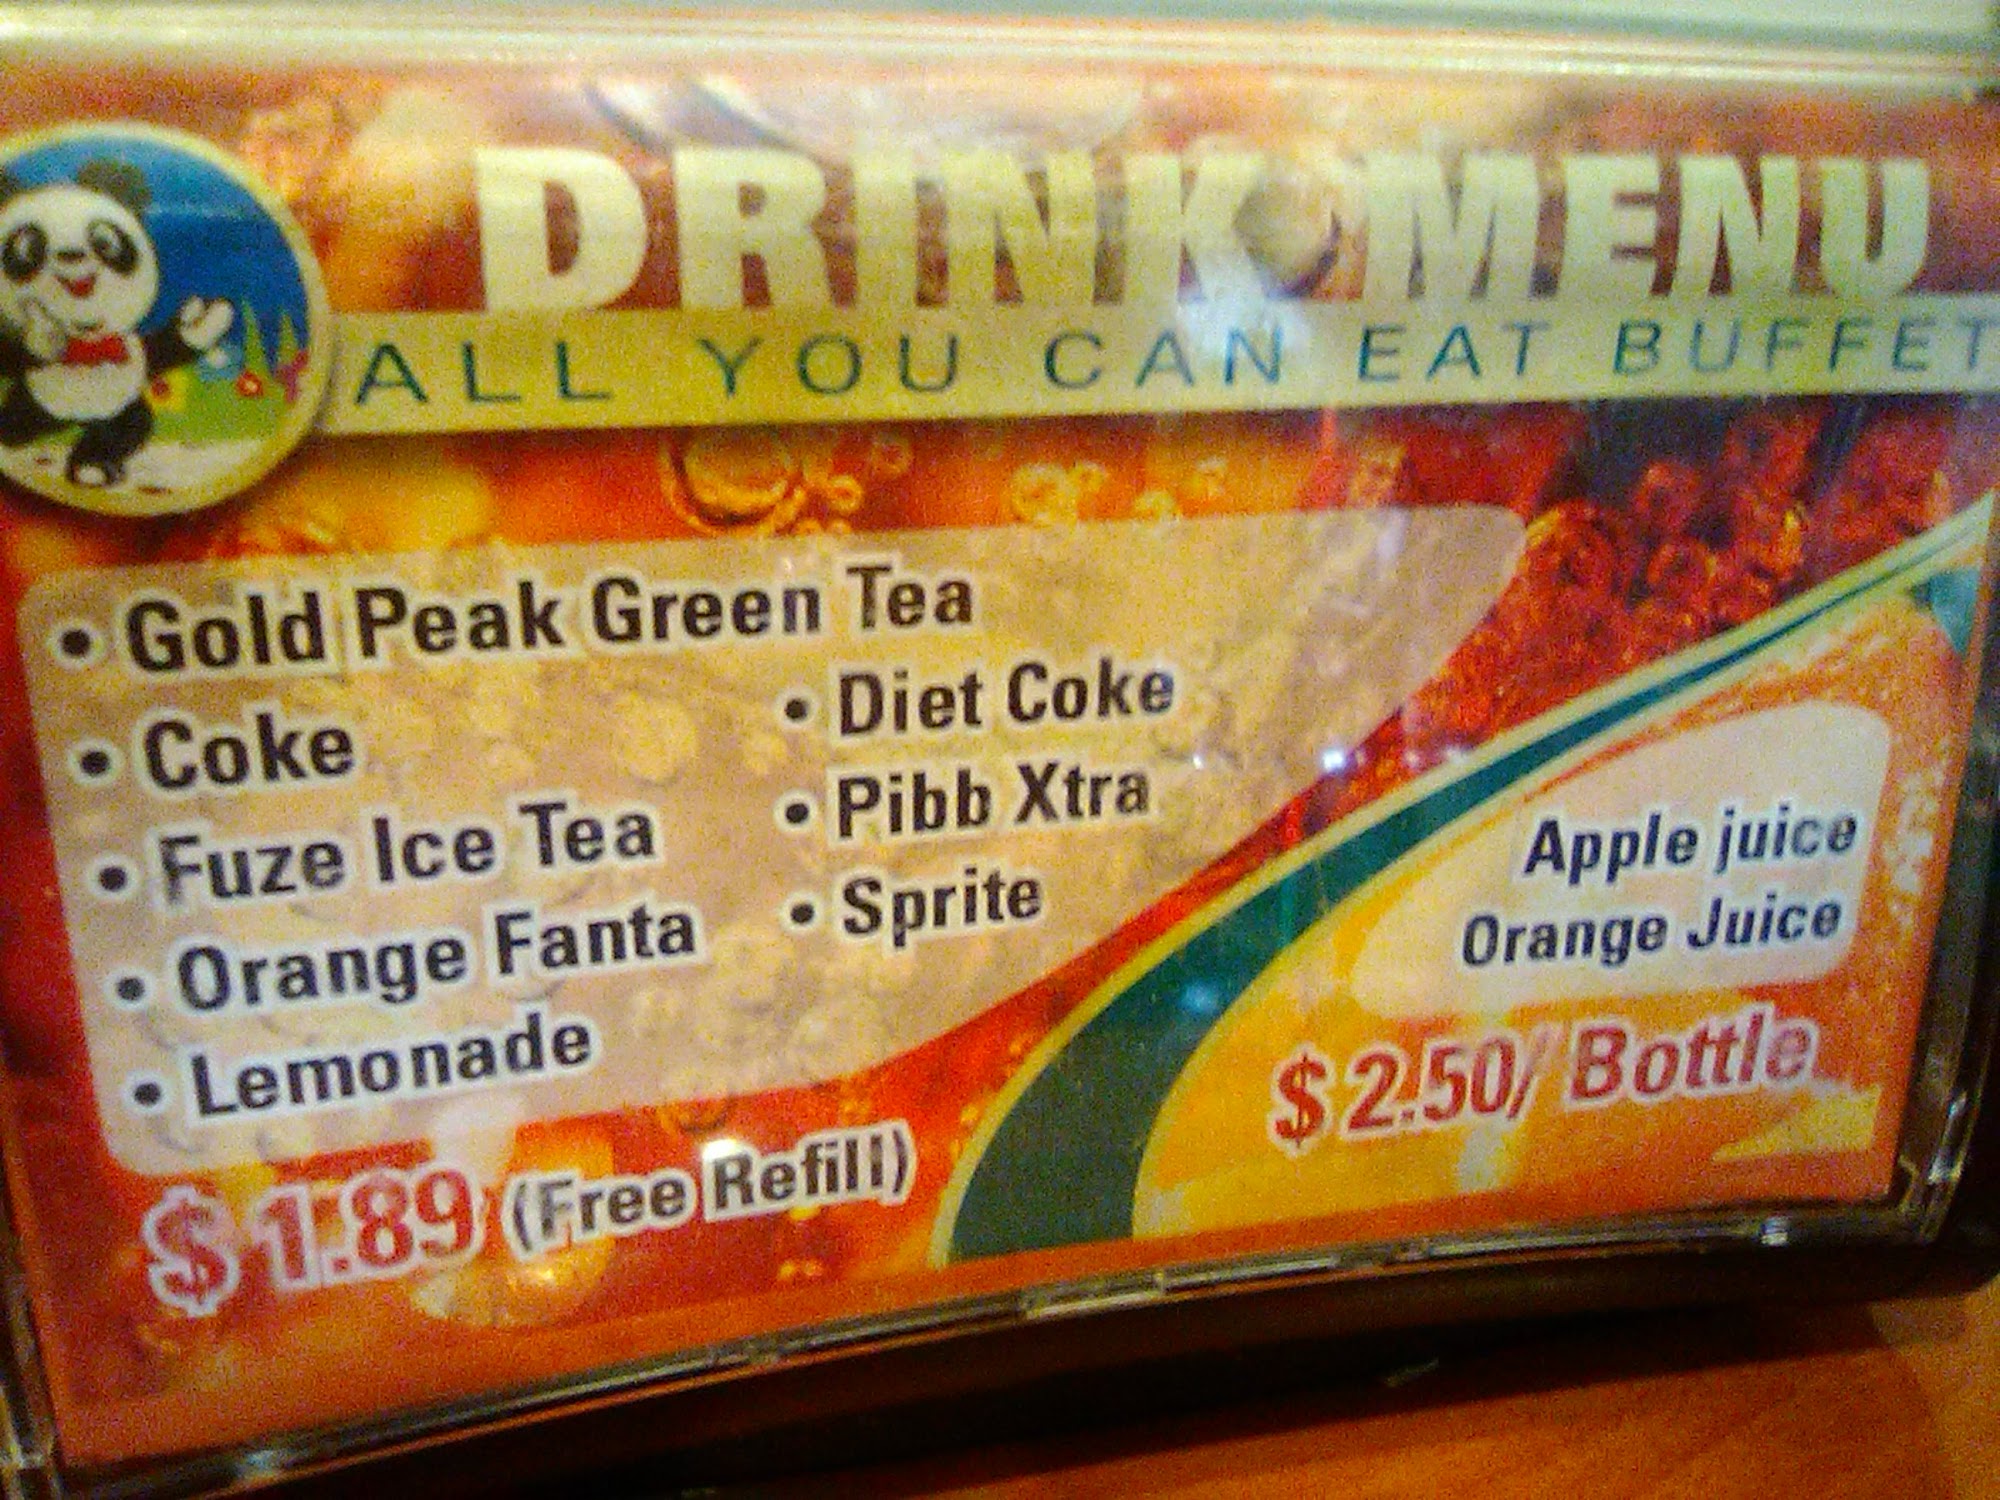 DRINK MENU
ALL YOU CAN EAT BUFFET
• Gold Peak Green Tea
• Coke
• Fuze Ice Tea
• Orange Fanta
• Lemonade
• Diet Coke
• Pibb Xtra
• Sprite
$ 1.89 (Free Refill)
Apple juice
Orange Juice
$ 2.50/ Bottle